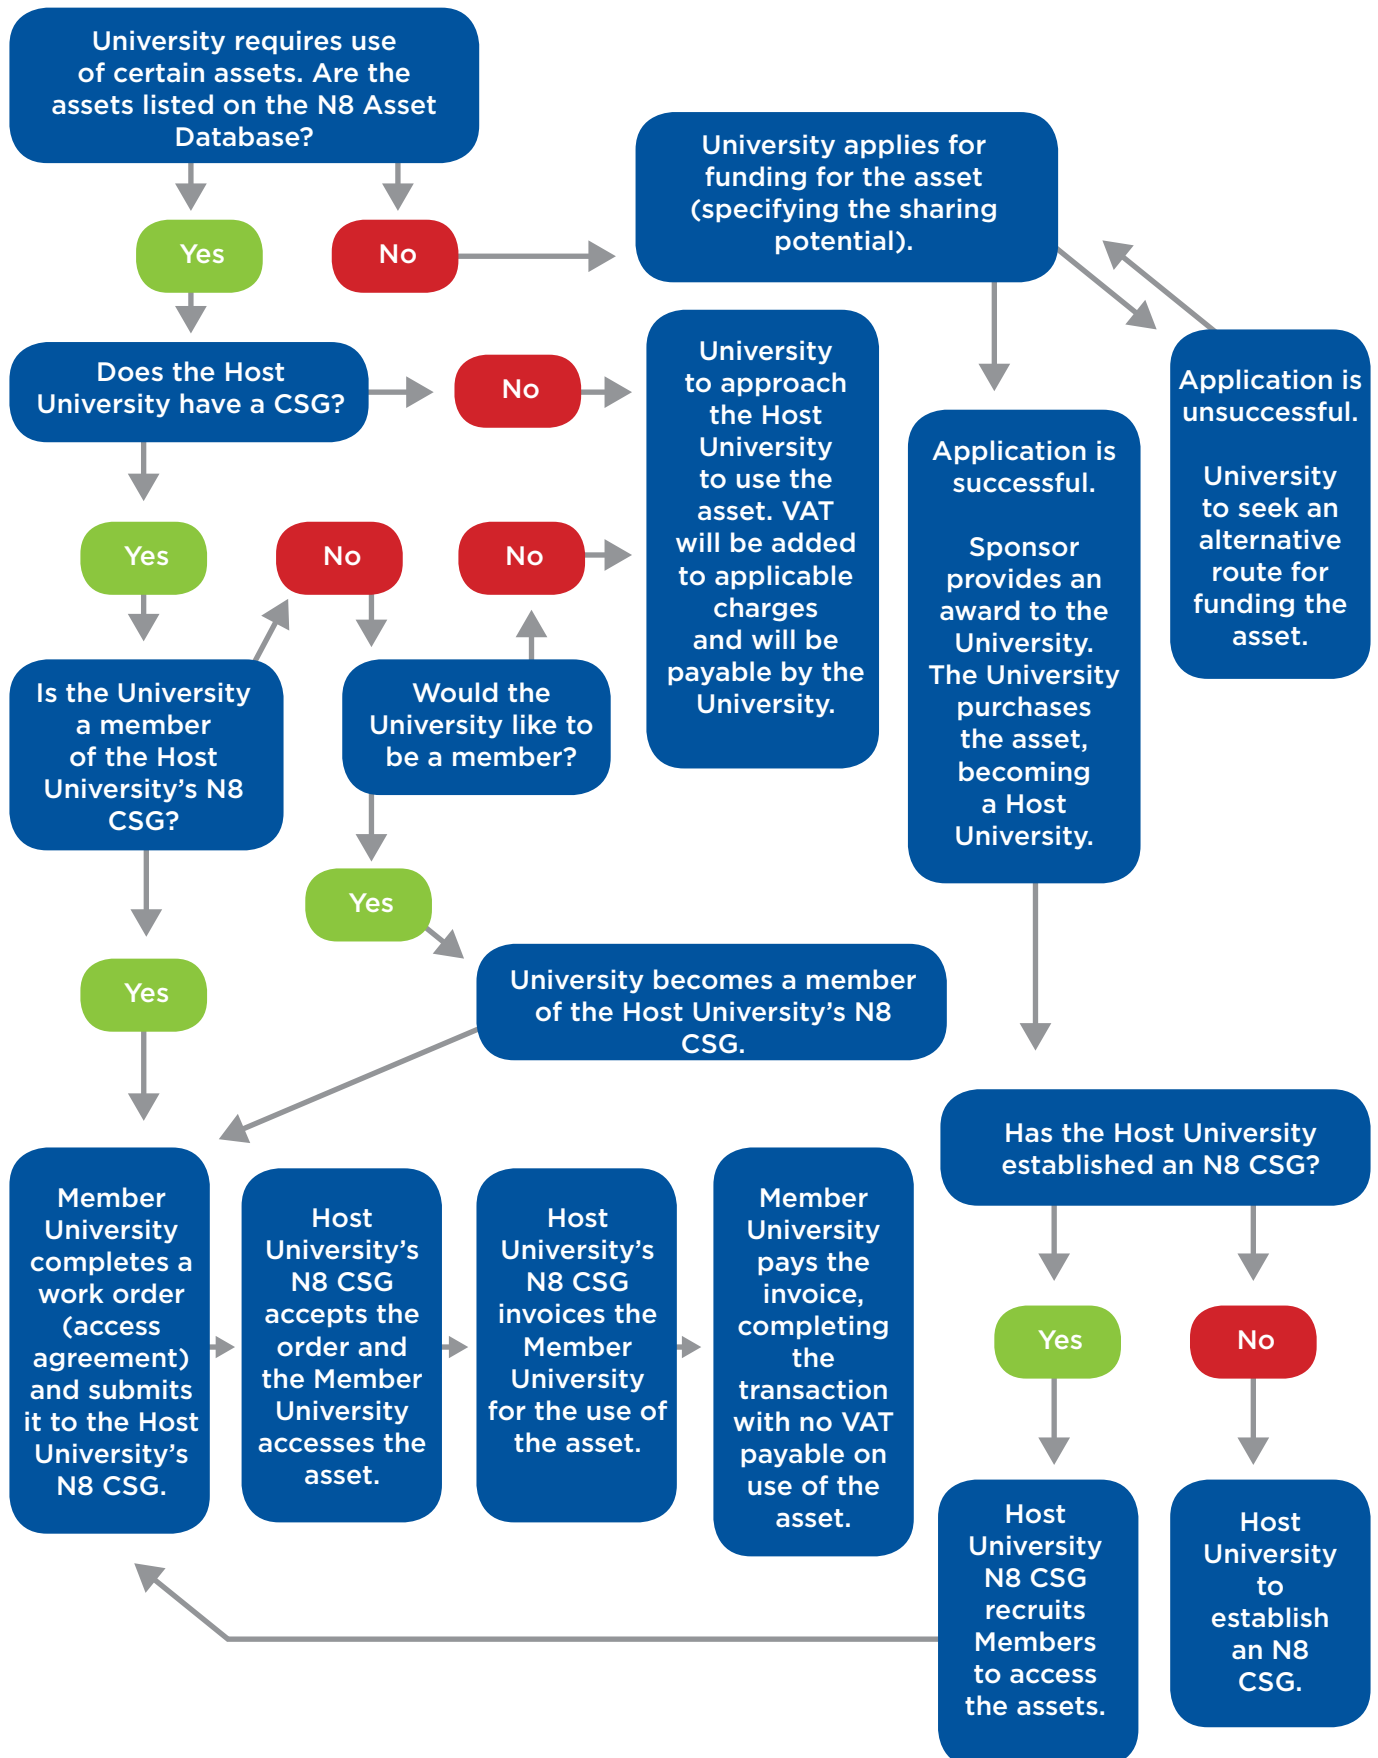 University requires use
of certain assets. Are the
assets listed on the N8 Asset
Database?
Yes
No
University applies for
funding for the asset
(specifying the sharing
potential).
Does the Host
University have a CSG?
No
University
to approach
the Host
University
to use the
asset. VAT
will be added
to applicable
charges
and will be
payable by the
University.
Application is
successful.
Sponsor
provides an
award to the
University.
The University
purchases
the asset,
becoming
a Host
University.
Application is
unsuccessful.
University
to seek an
alternative
route for
funding the
asset.
Yes
No
No
Is the University
a member
of the Host
University’s N8
CSG?
Would the
University like to
be a member?
Yes
Yes
University becomes a member
of the Host University’s N8
CSG.
Member
University
completes a
work order
(access
agreement)
and submits
it to the Host
University’s
N8 CSG.
Host
University’s
N8 CSG
accepts the
order and
the Member
University
accesses the
asset.
Host
University’s
N8 CSG
invoices the
Member
University
for the use of
the asset.
Member
University
pays the
invoice,
completing
the
transaction
with no VAT
payable on
use of the
asset.
Has the Host University
established an N8 CSG?
Yes
No
Host
University
N8 CSG
recruits
Members
to access
the assets.
Host
University
to
establish
an N8
CSG.